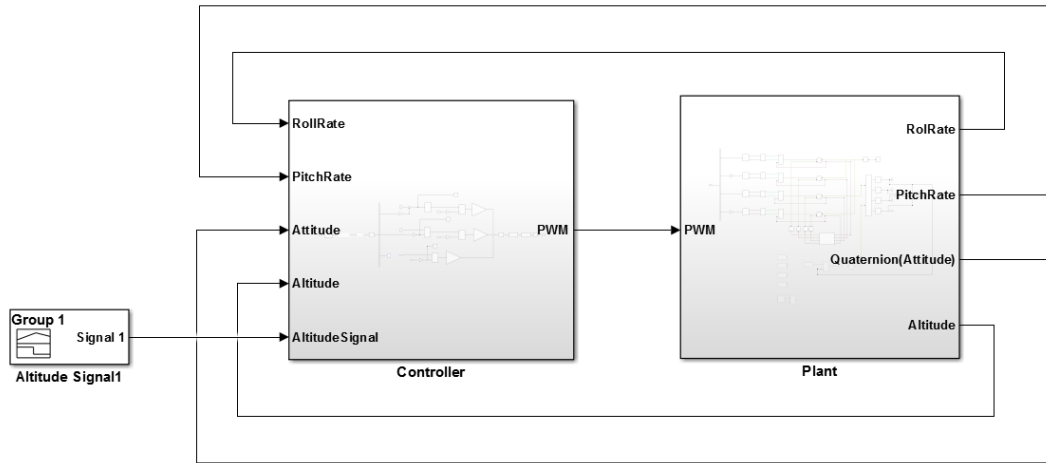 RollRate
PitchRate
Attitude
Altitude
AltitudeSignal
PWM
Controller
PWM
RolRate
PitchRate
Quaternion(Attitude)
Altitude
Plant
Group 1
Signal 1
Altitude Signal1